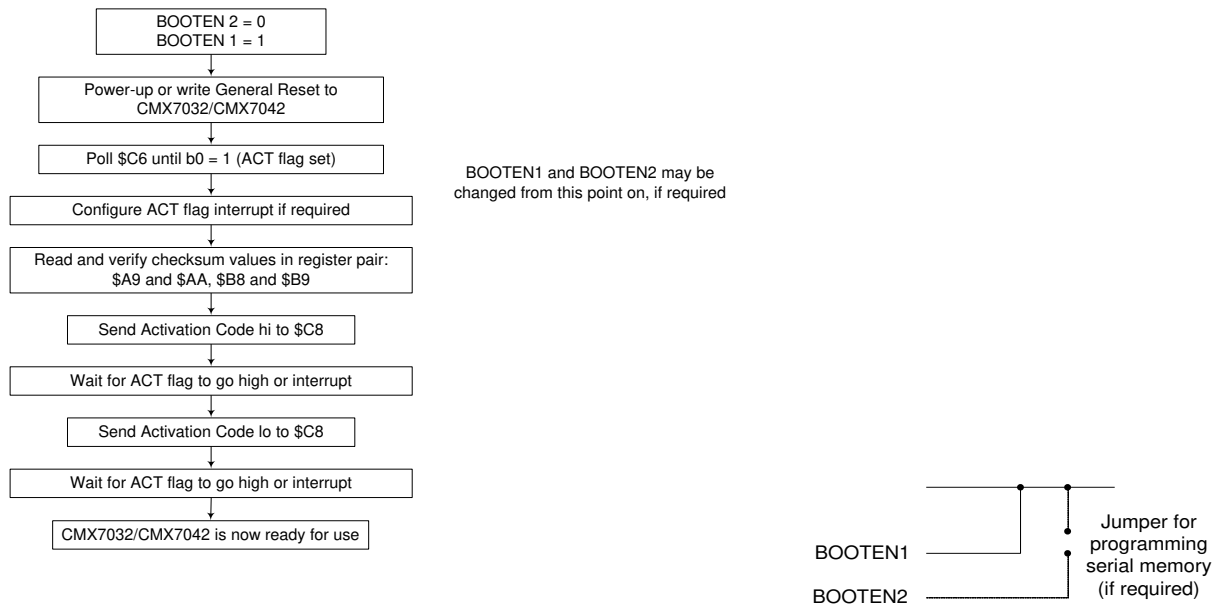 BOOTEN 2 = 0
BOOTEN 1 = 1
Power-up or write General Reset to
CMX7032/CMX7042
Poll $C6 until b0 = 1 (ACT flag set)
BOOTEN1 and BOOTEN2 may be
changed from this point on, if required
Configure ACT flag interrupt if required
Read and verify checksum values in register pair:
$A9 and $AA, $B8 and $B9
Send Activation Code hi to $C8
Wait for ACT flag to go high or interrupt
Send Activation Code lo to $C8
Wait for ACT flag to go high or interrupt
CMX7032/CMX7042 is now ready for use
BOOTEN1
BOOTEN2
Jumper for
programming
serial memory
(if required)